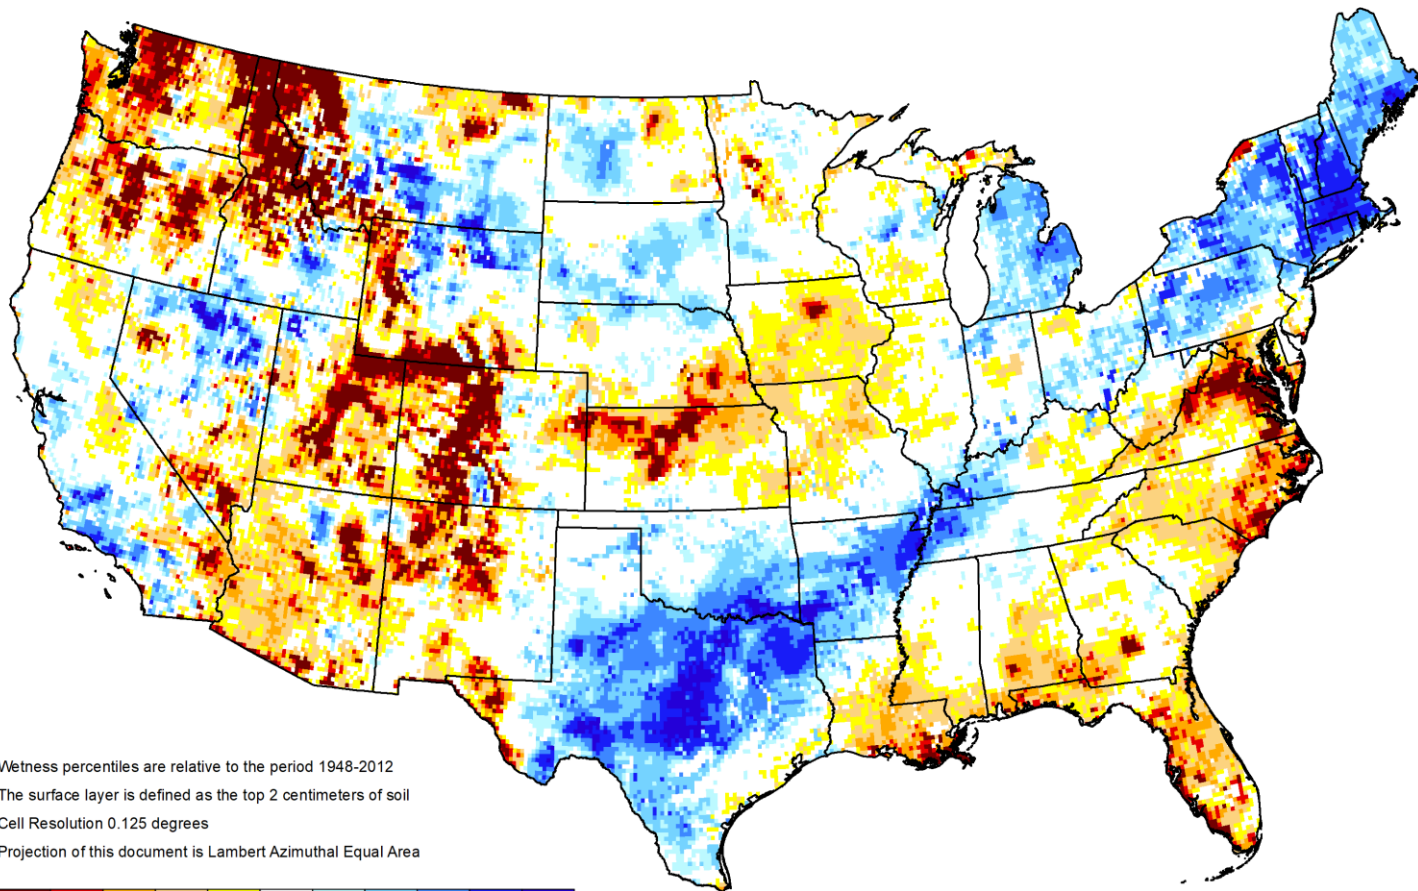 Wetness percentiles are relative to the period 1948-2012
The surface layer is defined as the top 2 centimeters of soil
Cell Resolution 0.125 degrees
Projection of this document is Lambert Azimuthal Equal Area